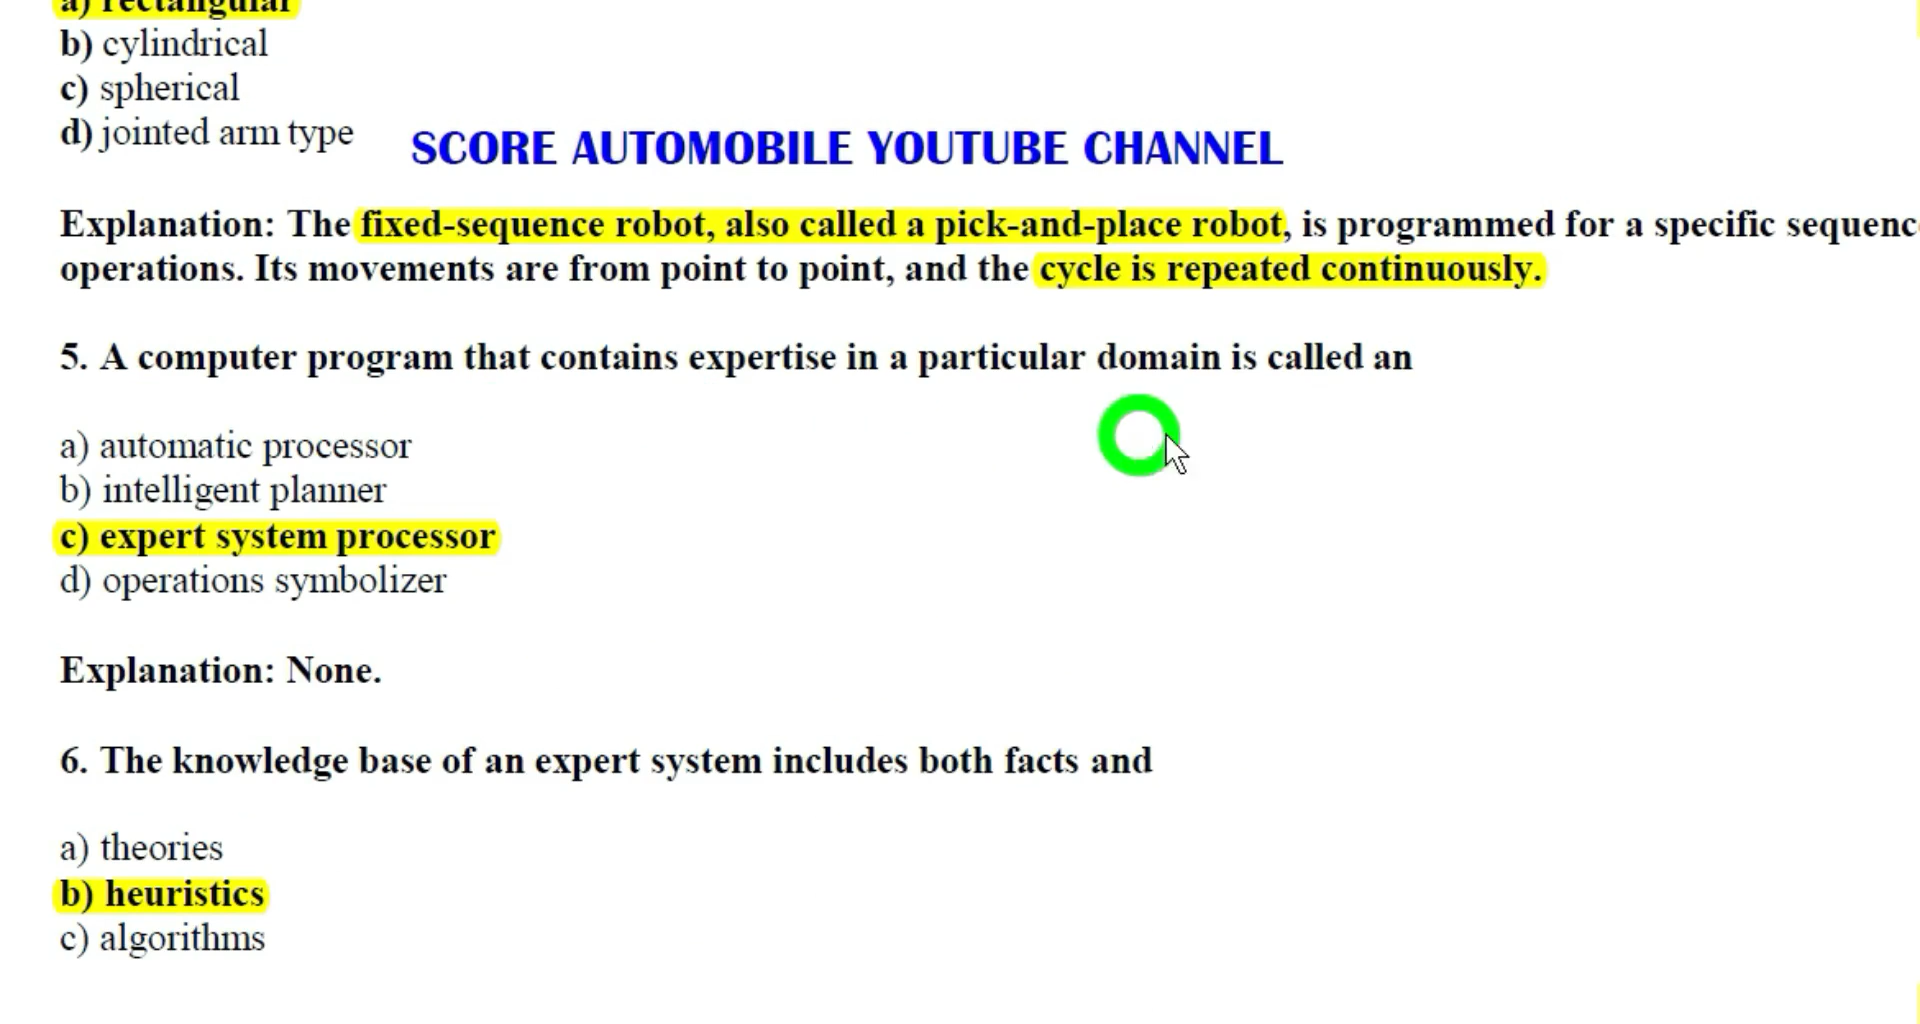 a) rectangular
b) cylindrical
c) spherical
d) jointed arm type
SCORE AUTOMOBILE YOUTUBE CHANNEL
Explanation: The fixed-sequence robot, also called a pick-and-place robot, is programmed for a specific sequenc
operations. Its movements are from point to point, and the cycle is repeated continuously.
5. A computer program that contains expertise in a particular domain is called an
a) automatic processor
b) intelligent planner
c) expert system processor
d) operations symbolizer
Explanation: None.
6. The knowledge base of an expert system includes both facts and
a) theories
b) heuristics
c) algorithms